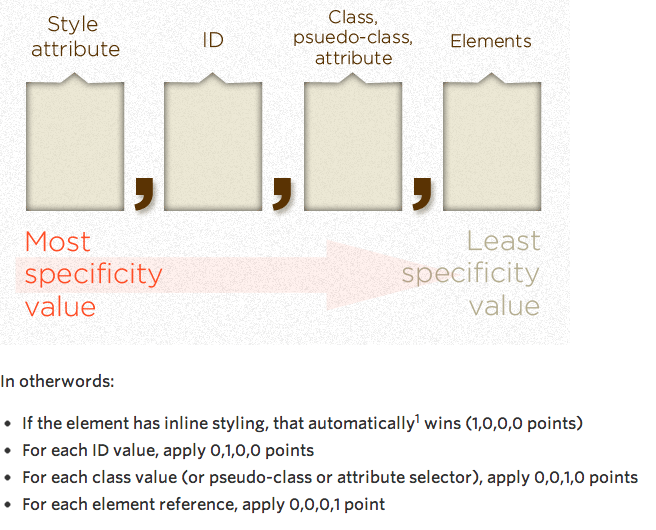 Style
attribute
ID
Class,
psuedo-class,
attribute
Elements
, , ,
Most
specificity
value
Least
specificity
value
In otherwords:
• If the element has inline styling, that automatically¹ wins (1,0,0,0 points)
• For each ID value, apply 0,1,0,0 points
• For each class value (or pseudo-class or attribute selector), apply 0,0,1,0 points
• For each element reference, apply 0,0,0,1 point